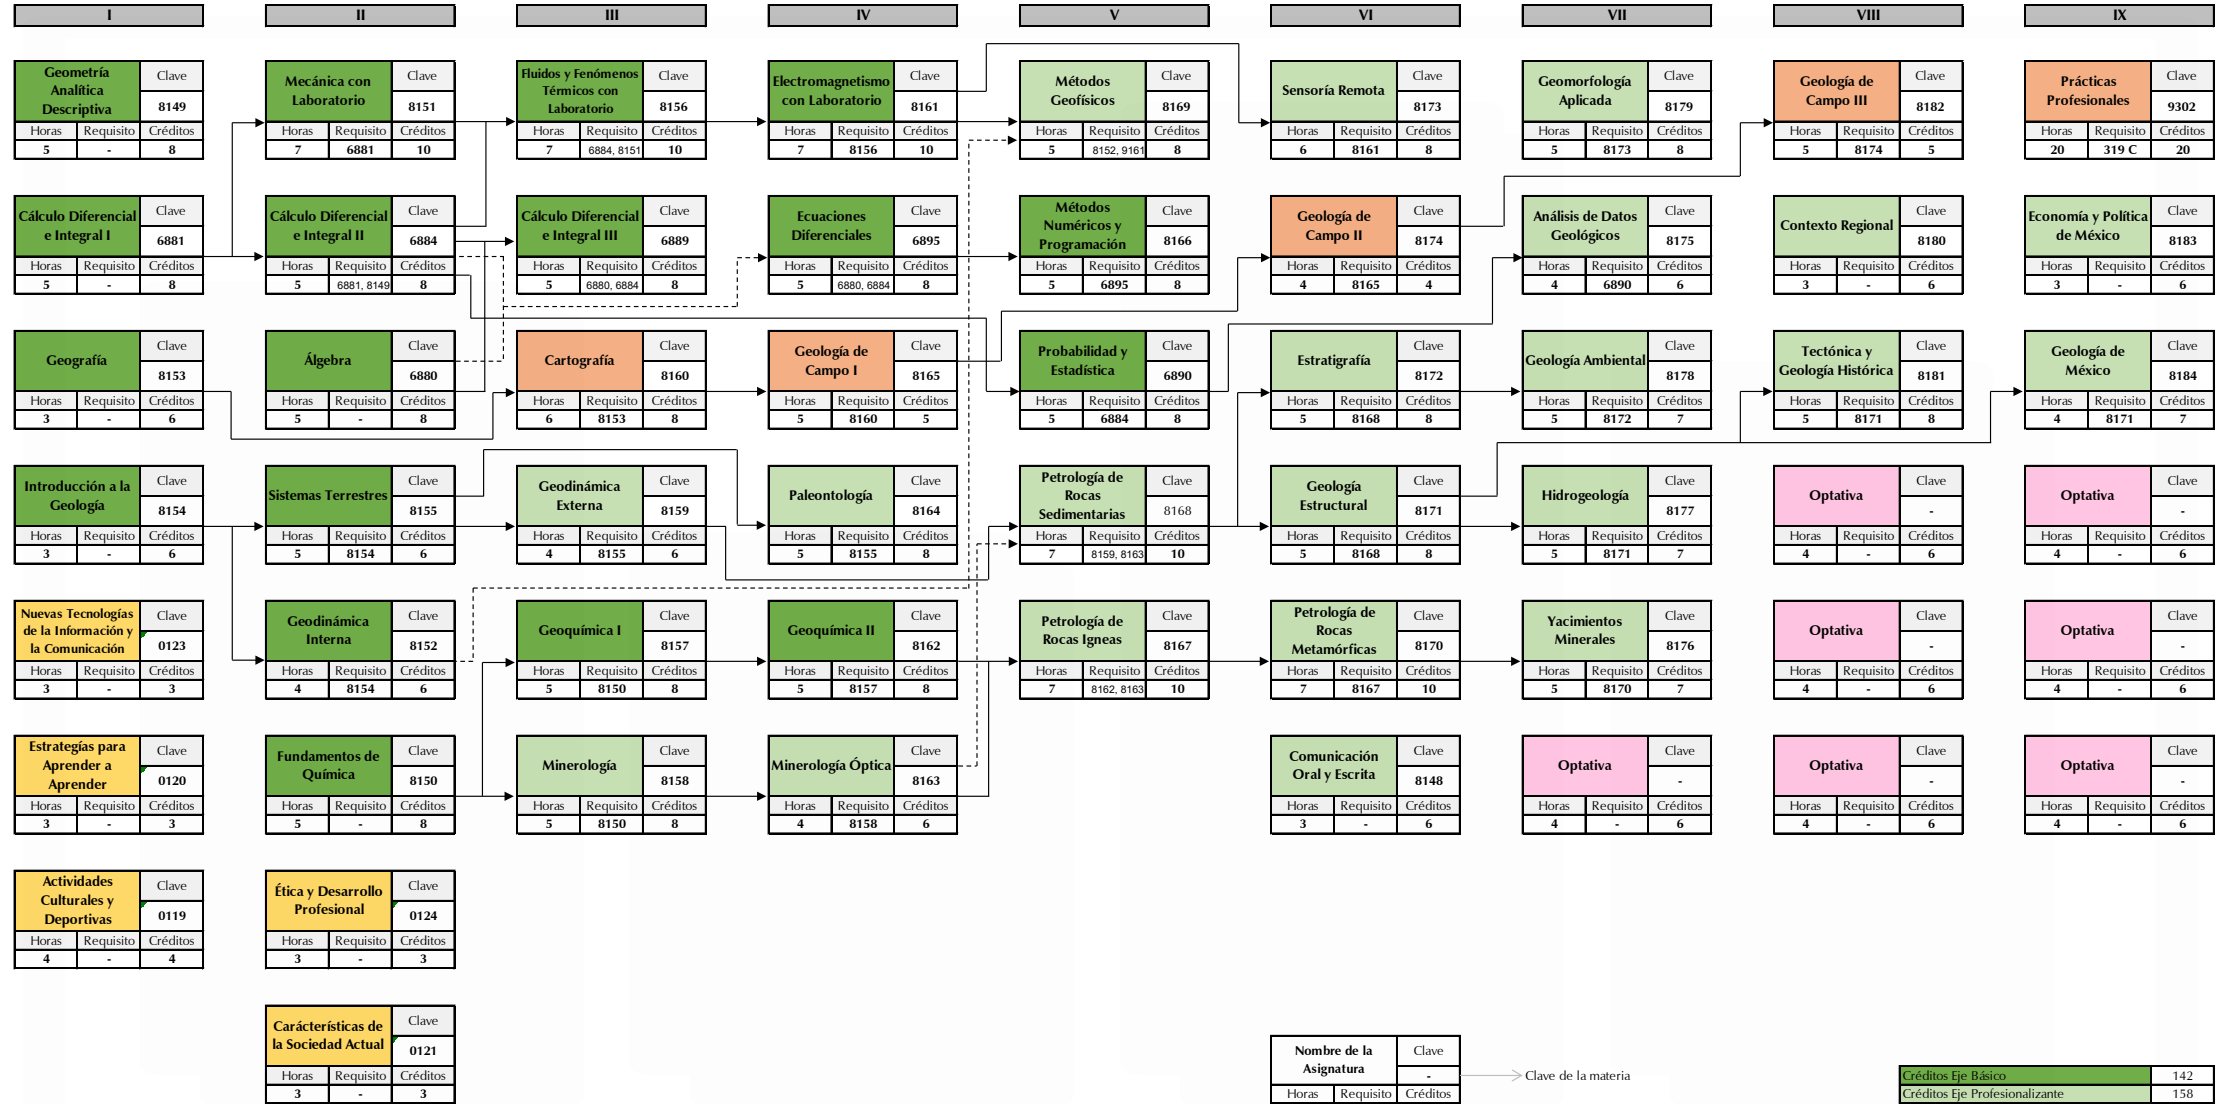 I II III IV V VI VII VIII IX
Geometría Analítica Descriptiva Clave 8149
Horas Requisito Créditos
5 - 8
Mecánica con Laboratorio Clave 8151
Horas Requisito Créditos
7 6881 10
Fluidos y Fenómenos Térmicos con Laboratorio Clave 8156
Horas Requisito Créditos
7 6884, 8151 10
Electromagnetismo con Laboratorio Clave 8161
Horas Requisito Créditos
7 8156 10
Métodos Geofísicos Clave 8169
Horas Requisito Créditos
5 8152, 9161 8
Sensoría Remota Clave 8173
Horas Requisito Créditos
6 8161 8
Geomorfología Aplicada Clave 8179
Horas Requisito Créditos
5 8173 8
Geología de Campo III Clave 8182
Horas Requisito Créditos
5 8174 5
Prácticas Profesionales Clave 9302
Horas Requisito Créditos
20 319 C 20
Cálculo Diferencial e Integral I Clave 6881
Horas Requisito Créditos
5 - 8
Cálculo Diferencial e Integral II Clave 6884
Horas Requisito Créditos
5 6881, 8149 8
Cálculo Diferencial e Integral III Clave 6889
Horas Requisito Créditos
5 6880, 6884 8
Ecuaciones Diferenciales Clave 6895
Horas Requisito Créditos
5 6880, 6884 8
Métodos Numéricos y Programación Clave 8166
Horas Requisito Créditos
5 6895 8
Geología de Campo II Clave 8174
Horas Requisito Créditos
4 8165 4
Análisis de Datos Geológicos Clave 8175
Horas Requisito Créditos
4 6890 6
Contexto Regional Clave 8180
Horas Requisito Créditos
3 - 6
Economía y Política de México Clave 8183
Horas Requisito Créditos
3 - 6
Geografía Clave 8153
Horas Requisito Créditos
3 - 6
Álgebra Clave 6880
Horas Requisito Créditos
5 - 8
Cartografía Clave 8160
Horas Requisito Créditos
6 8153 8
Geología de Campo I Clave 8165
Horas Requisito Créditos
5 8160 5
Probabilidad y Estadística Clave 6890
Horas Requisito Créditos
5 6884 8
Estratigrafía Clave 8172
Horas Requisito Créditos
5 8168 8
Geología Ambiental Clave 8178
Horas Requisito Créditos
5 8172 7
Tectónica y Geología Histórica Clave 8181
Horas Requisito Créditos
5 8171 8
Geología de México Clave 8184
Horas Requisito Créditos
4 8171 7
Introducción a la Geología Clave 8154
Horas Requisito Créditos
3 - 6
Sistemas Terrestres Clave 8155
Horas Requisito Créditos
5 8154 6
Geodinámica Externa Clave 8159
Horas Requisito Créditos
4 8155 6
Paleontología Clave 8164
Horas Requisito Créditos
5 8155 8
Petrología de Rocas Sedimentarias Clave 8168
Horas Requisito Créditos
7 8159, 8163 10
Geología Estructural Clave 8171
Horas Requisito Créditos
5 8168 8
Hidrogeología Clave 8177
Horas Requisito Créditos
5 8171 7
Optativa Clave -
Horas Requisito Créditos
4 - 6
Optativa Clave -
Horas Requisito Créditos
4 - 6
Nuevas Tecnologías de la Información y la Comunicación Clave 0123
Horas Requisito Créditos
3 - 3
Geodinámica Interna Clave 8152
Horas Requisito Créditos
4 8154 6
Geoquímica I Clave 8157
Horas Requisito Créditos
5 8150 8
Geoquímica II Clave 8162
Horas Requisito Créditos
5 8157 8
Petrología de Rocas Igneas Clave 8167
Horas Requisito Créditos
7 8162, 8163 10
Petrología de Rocas Metamórficas Clave 8170
Horas Requisito Créditos
7 8167 10
Yacimientos Minerales Clave 8176
Horas Requisito Créditos
5 8170 7
Optativa Clave -
Horas Requisito Créditos
4 - 6
Optativa Clave -
Horas Requisito Créditos
4 - 6
Estrategías para Aprender a Aprender Clave 0120
Horas Requisito Créditos
3 - 3
Fundamentos de Química Clave 8150
Horas Requisito Créditos
5 - 8
Minerología Clave 8158
Horas Requisito Créditos
5 8150 8
Minerología Óptica Clave 8163
Horas Requisito Créditos
4 8158 6
Comunicación Oral y Escrita Clave 8148
Horas Requisito Créditos
3 - 6
Optativa Clave -
Horas Requisito Créditos
4 - 6
Optativa Clave -
Horas Requisito Créditos
4 - 6
Optativa Clave -
Horas Requisito Créditos
4 - 6
Actividades Culturales y Deportivas Clave 0119
Horas Requisito Créditos
4 - 4
Ética y Desarrollo Profesional Clave 0124
Horas Requisito Créditos
3 - 3
Carácterísticas de la Sociedad Actual Clave 0121
Horas Requisito Créditos
3 - 3
Nombre de la Asignatura Clave -
Horas Requisito Créditos
Clave de la materia
Créditos Eje Básico 142
Créditos Eje Profesionalizante 158